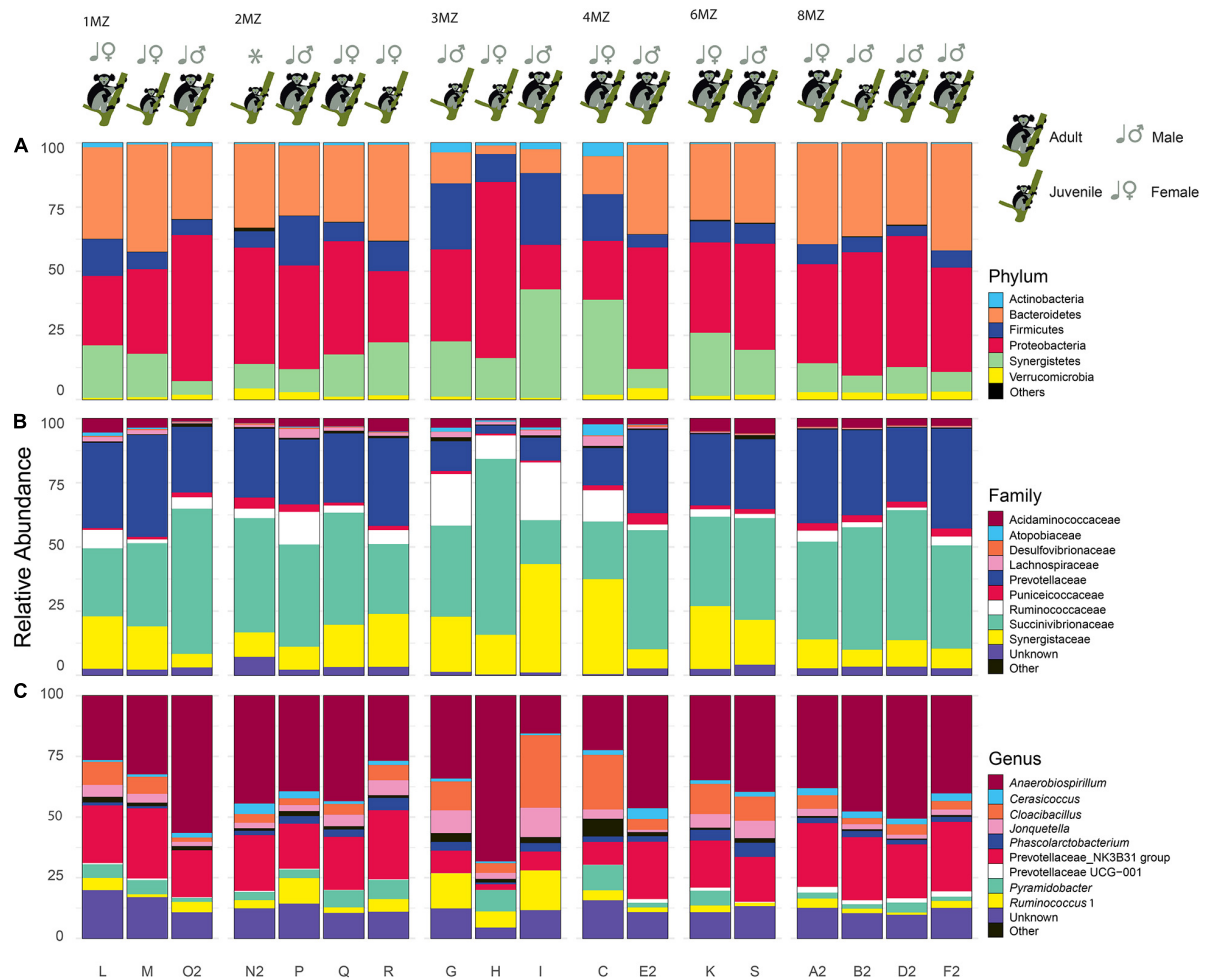 1MZ 2MZ 3MZ 4MZ 6MZ 8MZ
*
Adult Male
Juvenile Female
A
100
75
50
25
0
Phylum
Actinobacteria
Bacteroidetes
Firmicutes
Proteobacteria
Synergistetes
Verrucomicrobia
Others
Relative Abundance
B
100
75
50
25
0
Family
Acidaminococcaceae
Atopobiaceae
Desulfovibrionaceae
Lachnospiraceae
Prevotellaceae
Puniceicoccaceae
Ruminococcaceae
Succinivibrionaceae
Synergistaceae
Unknown
Other
C
100
75
50
25
0
Genus
Anaerobiospirillum
Cerasicoccus
Cloacibacillus
Jonquetella
Phascolarctobacterium
Prevotellaceae_NK3B31 group
Prevotellaceae UCG−001
Pyramidobacter
Ruminococcus 1
Unknown
Other
L M O2 N2 P Q R G H I C E2 K S A2 B2 D2 F2